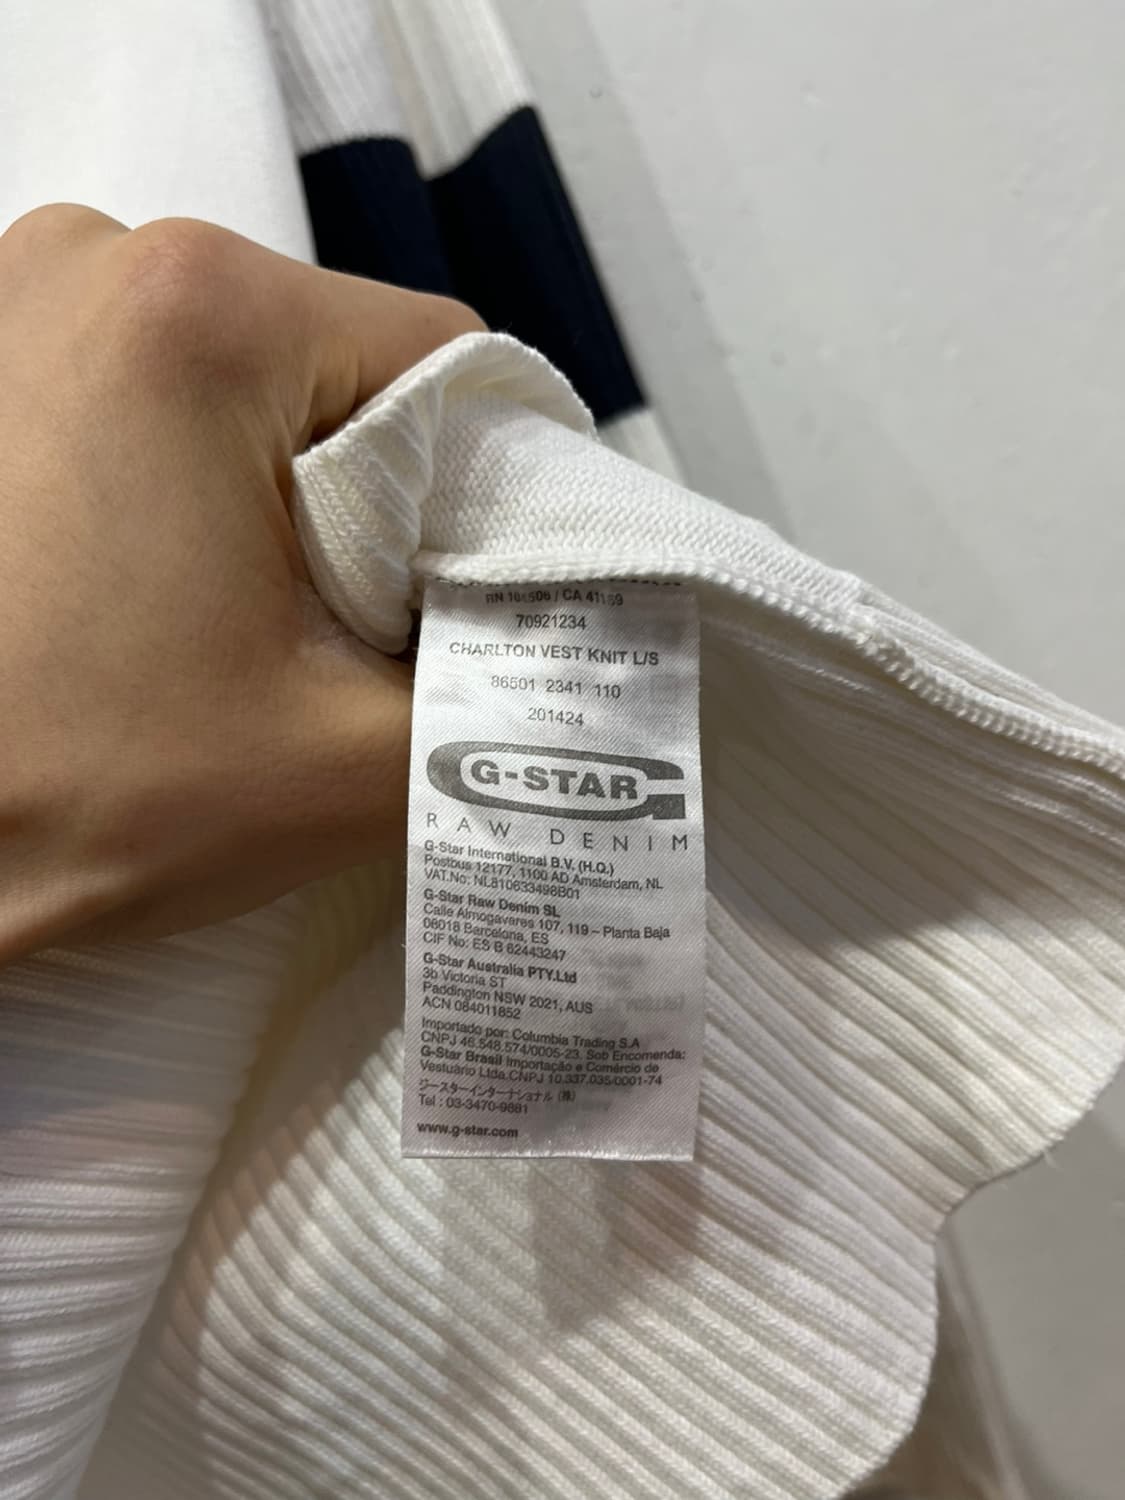 CA 41189
70921234
CHARLTON VEST KNIT L/S
86501 2341 110
201424
G-STAR
RAW DENIM
G-Star International B.V. (H.Q.)
Postbus 12177, 1100 AD Amsterdam, NL
VAT.No: NL810633498B01
G-Star Raw Denim SL
Calle Almogavares 107, 119 – Planta Baja
08018 Barcelona, ES
CIF No: ES B 62443247
G-Star Australia PTY.Ltd
3b Victoria ST
Paddington NSW 2021, AUS
ACN 084011852
Importado por: Columbia Trading S.A
CNPJ 46.548.574/0005-23. Sob Encomenda:
G-Star Brasil Importação e Comércio de
Vestuário Ltda.CNPJ 10.337.035/0001-74
ジースターインターナショナル (株)
Tel : 03-3470-9881
www.g-star.com